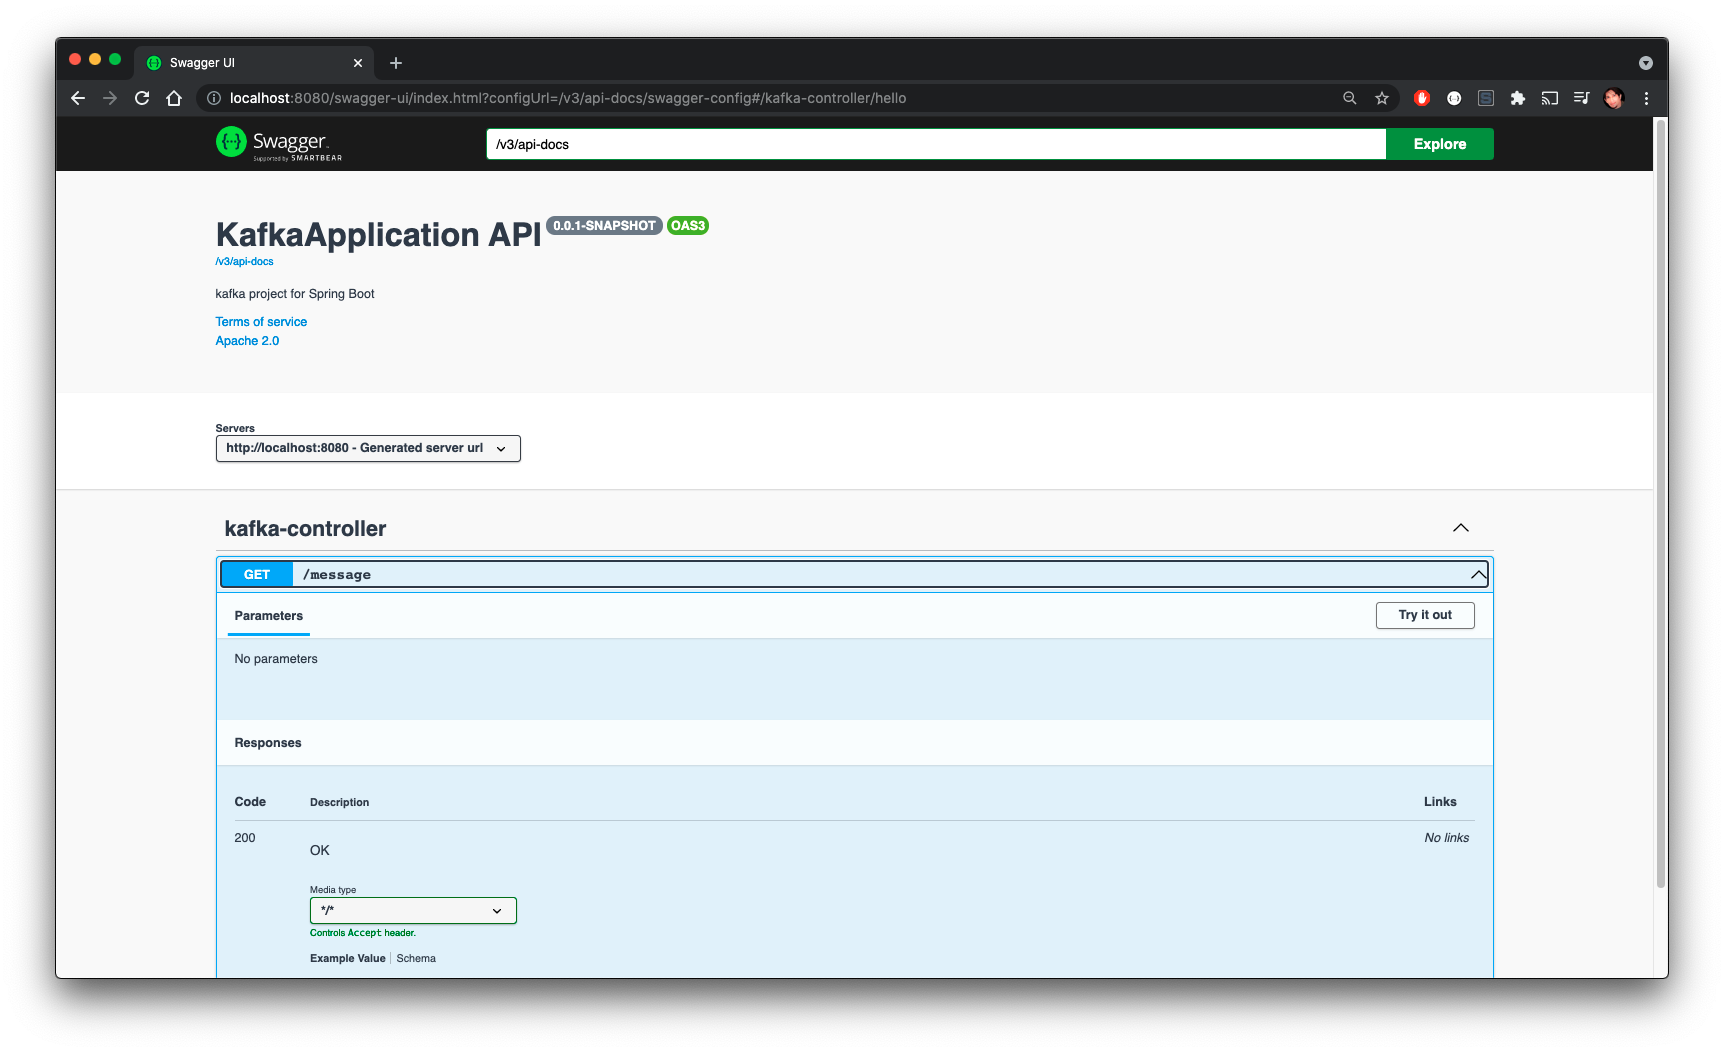 Swagger UI
localhost:8080/swagger-ui/index.html?configUrl=/v3/api-docs/swagger-config#/kafka-controller/hello
Swagger
Supported by SMARTBEAR
/v3/api-docs
Explore
KafkaApplication API 0.0.1-SNAPSHOT OAS3
/v3/api-docs
kafka project for Spring Boot
Terms of service
Apache 2.0
Servers
http://localhost:8080 - Generated server url
kafka-controller
GET /message
Parameters
Try it out
No parameters
Responses
Code Description Links
200 No links
OK
Media type
*/*
Controls Accept header.
Example Value Schema